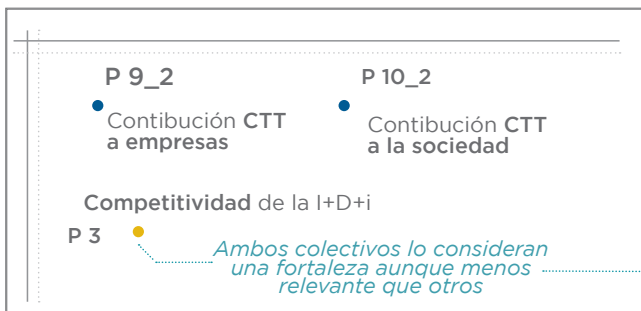 P 9_2
Contibución CTT
a empresas
P 10_2
Contibución CTT
a la sociedad
Competitividad de la I+D+i
P 3
Ambos colectivos lo consideran
una fortaleza aunque menos
relevante que otros